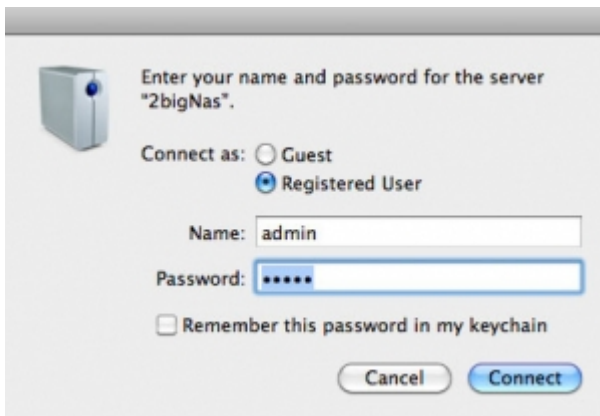 Enter your name and password for the server
"2bigNas".
Connect as: Guest
Registered User
Name: admin
Password: •••••
Remember this password in my keychain
Cancel Connect